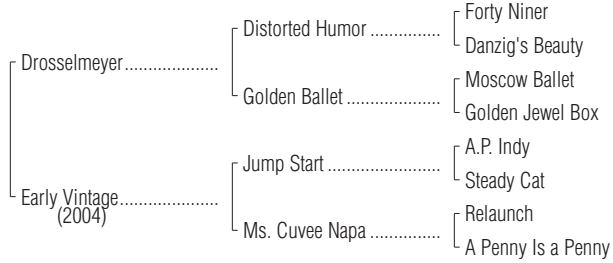 Forty Niner
Distorted Humor ...............
Danzig's Beauty
Drosselmeyer....................
Moscow Ballet
Golden Ballet ....................
Golden Jewel Box
A.P. Indy
Jump Start ........................
Steady Cat
Early Vintage.....................
(2004)
Relaunch
Ms. Cuvee Napa ...............
A Penny Is a Penny